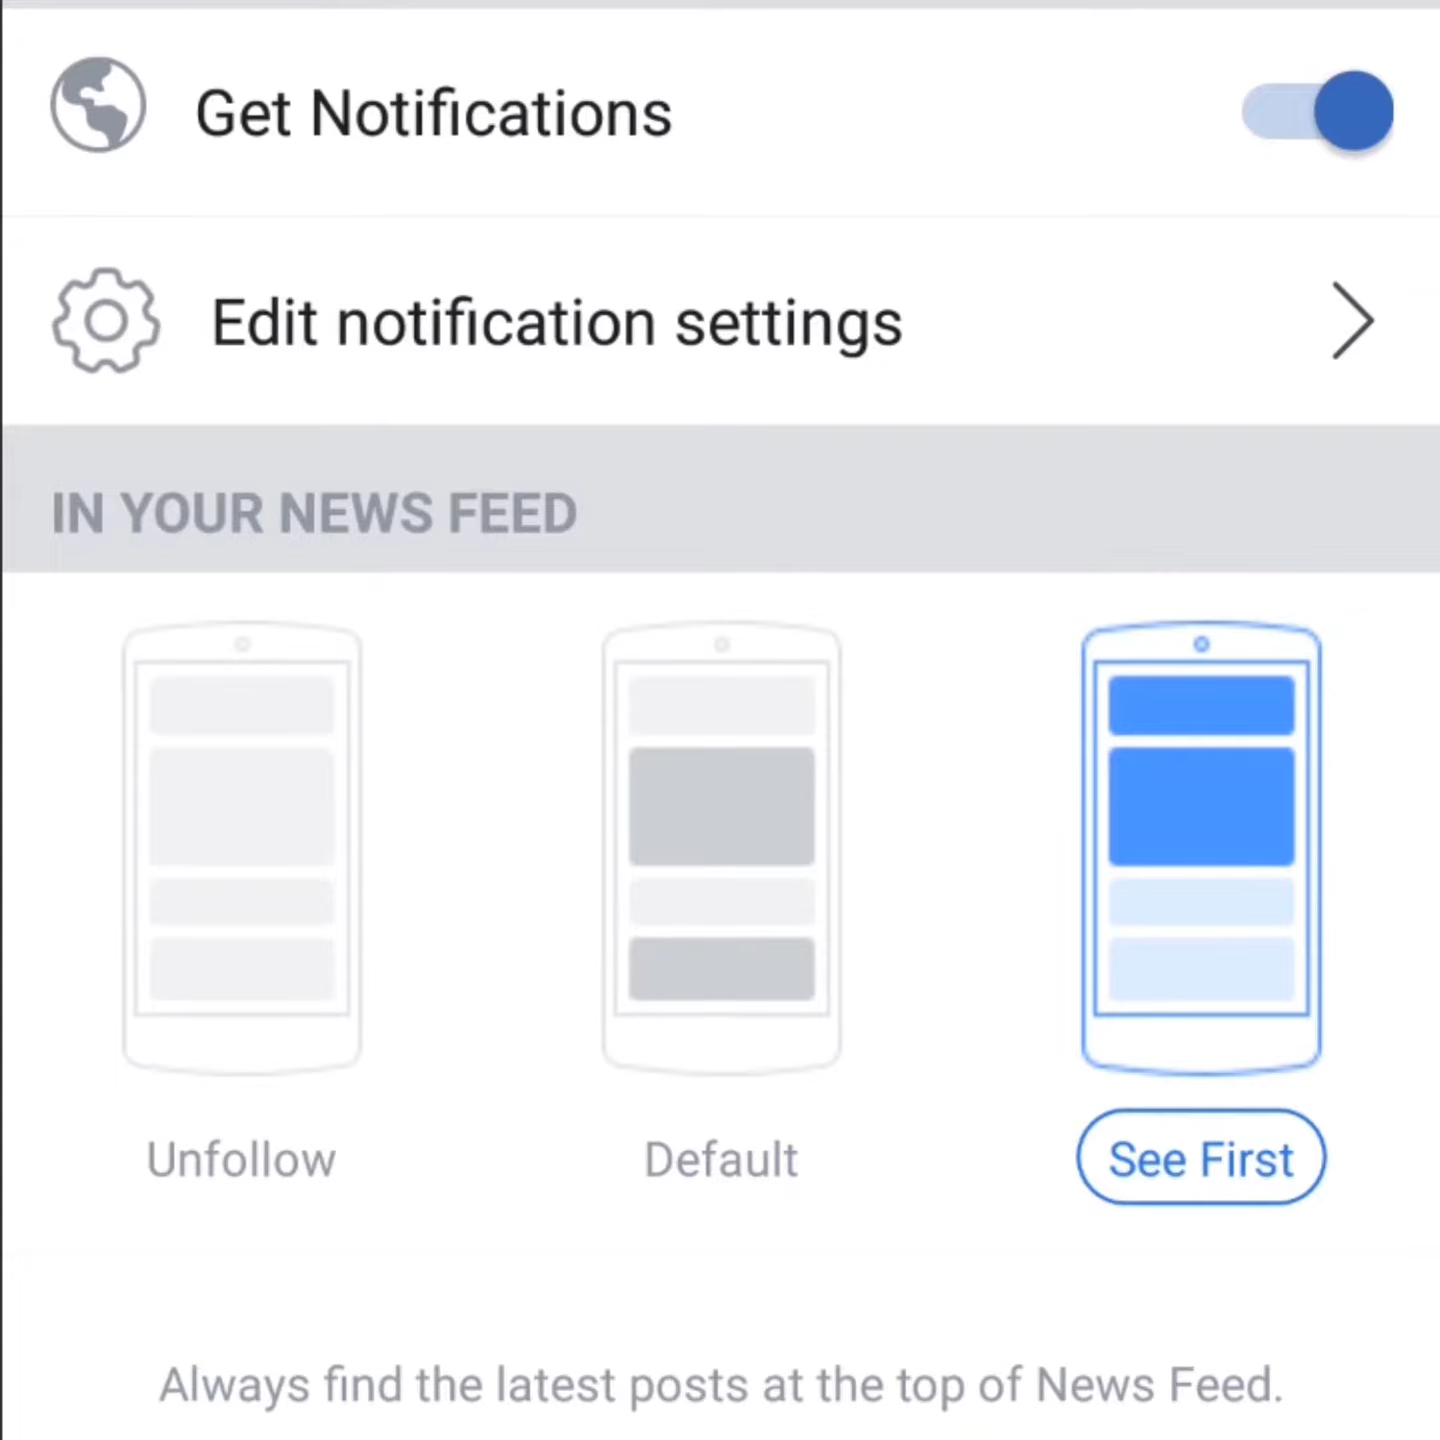 Get Notifications
Edit notification settings
IN YOUR NEWS FEED
Unfollow
Default
See First
Always find the latest posts at the top of News Feed.